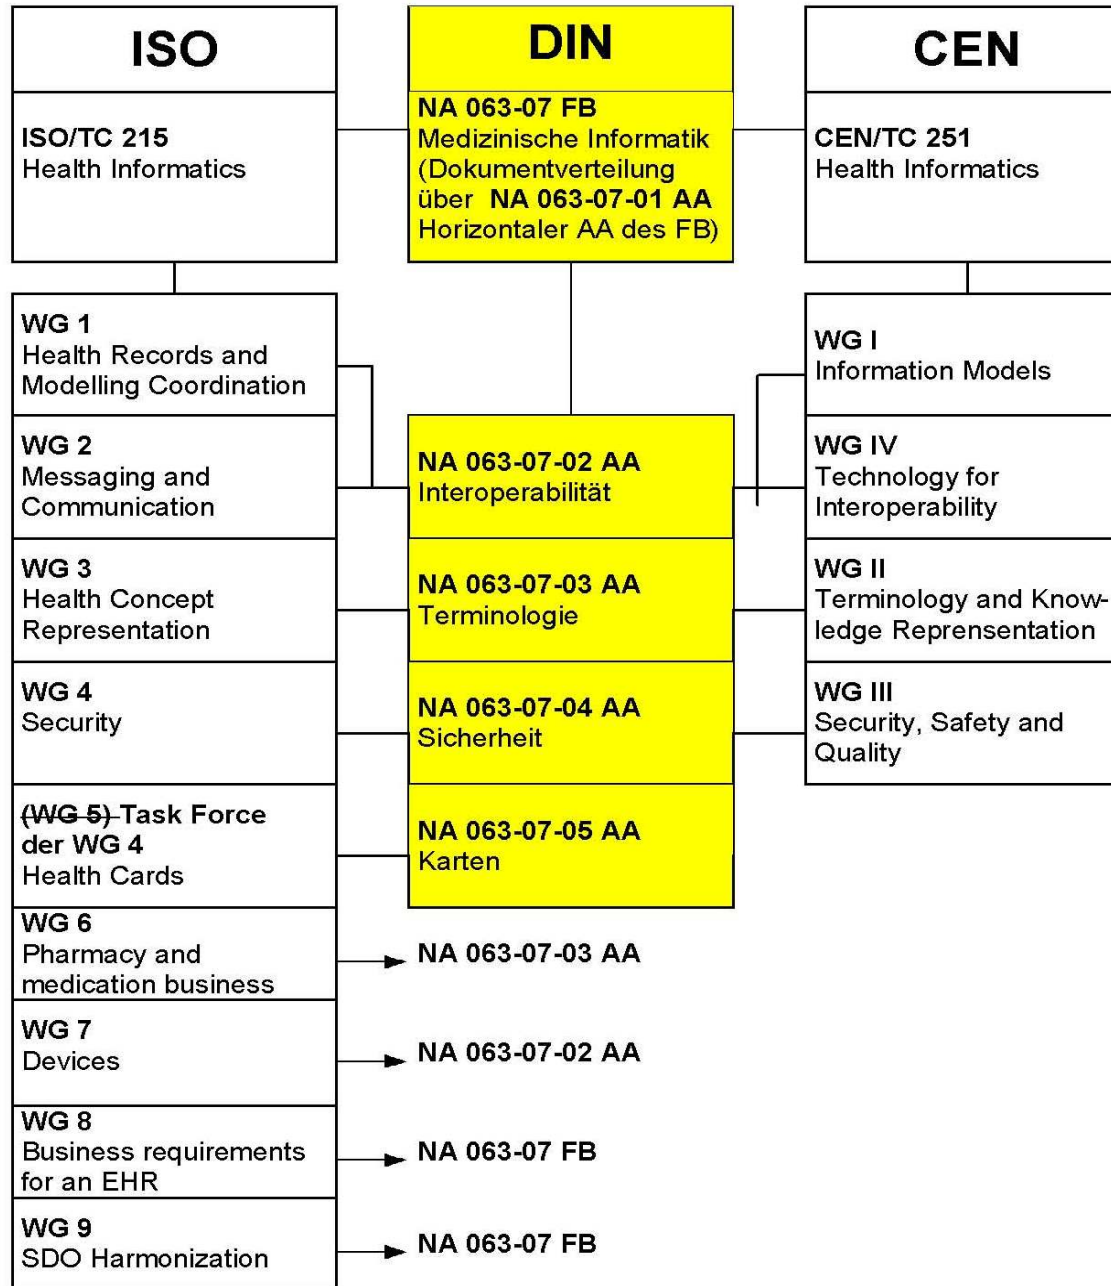 ISO
ISO/TC 215
Health Informatics
WG 1
Health Records and
Modelling Coordination
WG 2
Messaging and
Communication
WG 3
Health Concept
Representation
WG 4
Security
(WG 5) Task Force
der WG 4
Health Cards
WG 6
Pharmacy and
medication business
WG 7
Devices
WG 8
Business requirements
for an EHR
WG 9
SDO Harmonization
DIN
NA 063-07 FB
Medizinische Informatik
(Dokumentverteilung
über NA 063-07-01 AA
Horizontaler AA des FB)
NA 063-07-02 AA
Interoperabilität
NA 063-07-03 AA
Terminologie
NA 063-07-04 AA
Sicherheit
NA 063-07-05 AA
Karten
NA 063-07-03 AA
NA 063-07-02 AA
NA 063-07 FB
NA 063-07 FB
CEN
CEN/TC 251
Health Informatics
WG I
Information Models
WG IV
Technology for
Interoperability
WG II
Terminology and Know-
ledge Reprensentation
WG III
Security, Safety and
Quality